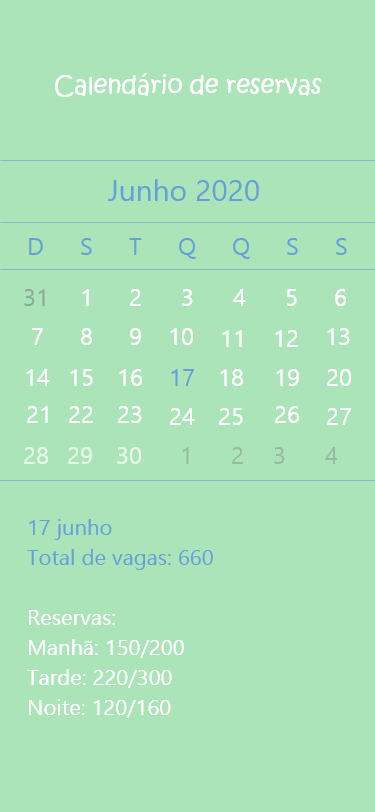 Calendário de reservas
Junho 2020
D S T Q Q S S
31 1 2 3 4 5 6
7 8 9 10 11 12 13
14 15 16 17 18 19 20
21 22 23 24 25 26 27
28 29 30 1 2 3 4
17 junho
Total de vagas: 660
Reservas:
Manhã: 150/200
Tarde: 220/300
Noite: 120/160